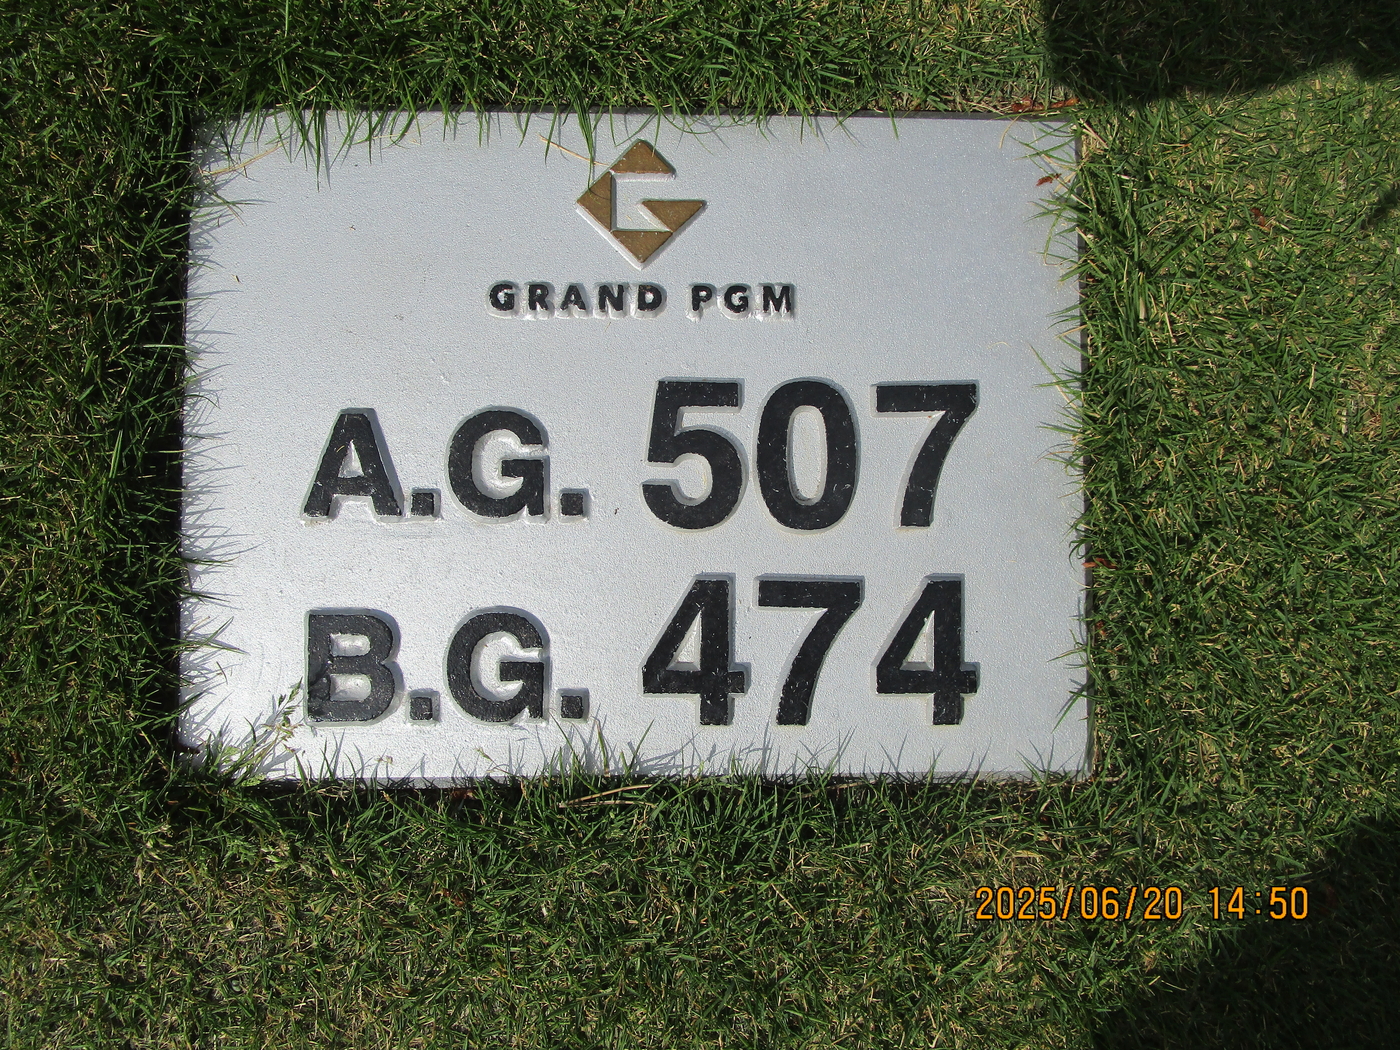 GRAND PGM
A.G. 507
B.G. 474
2025/06/20 14:50